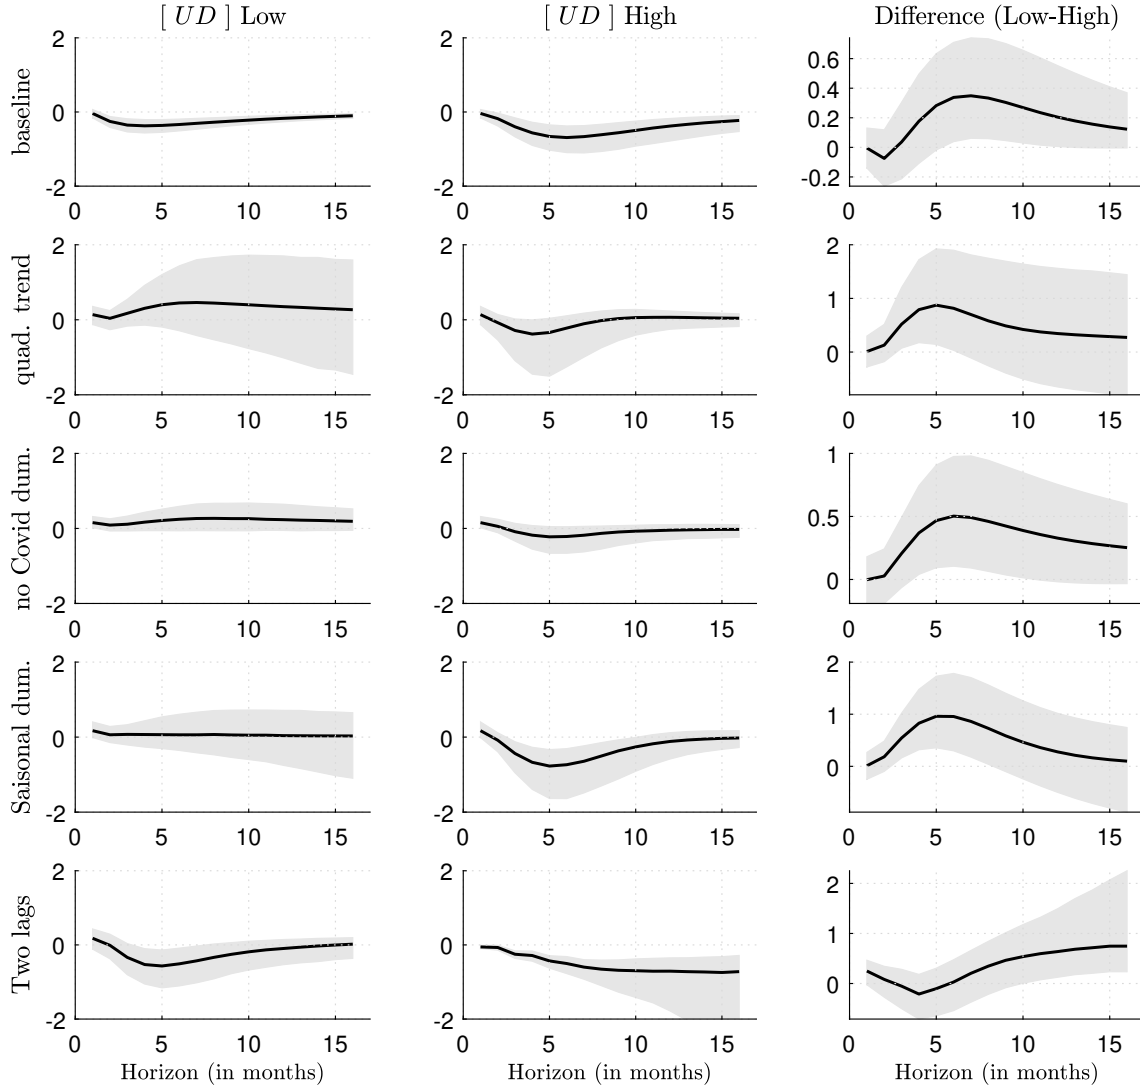 [ UD ] Low
[ UD ] High
Difference (Low-High)
baseline
2
0
-2
0 5 10 15
2
0
-2
0 5 10 15
0.6
0.4
0.2
0
-0.2
0 5 10 15
quad. trend
2
0
-2
0 5 10 15
2
0
-2
0 5 10 15
2
1
0
0 5 10 15
no Covid dum.
2
0
-2
0 5 10 15
2
0
-2
0 5 10 15
1
0.5
0
0 5 10 15
Saisonal dum.
2
0
-2
0 5 10 15
2
0
-2
0 5 10 15
2
1
0
0 5 10 15
Two lags
2
0
-2
0 5 10 15
Horizon (in months)
2
0
-2
0 5 10 15
Horizon (in months)
2
1
0
0 5 10 15
Horizon (in months)